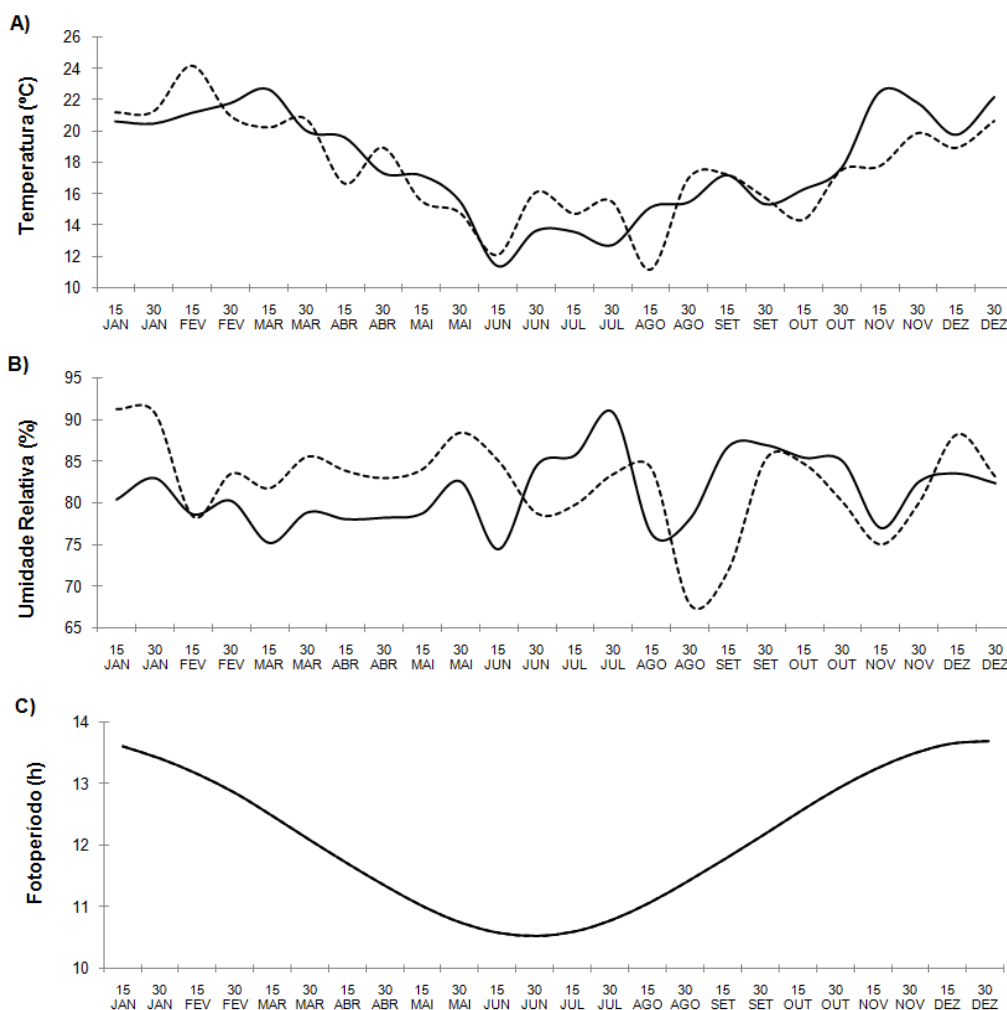 A)
Temperatura (ºC)
26
24
22
20
18
16
14
12
10
15 30 15 30 15 30 15 30 15 30 15 30 15 30 15 30 15 30 15 30 15 30 15 30
JAN JAN FEV FEV MAR MAR ABR ABR MAI MAI JUN JUN JUL JUL AGO AGO SET SET OUT OUT NOV NOV DEZ DEZ
B)
Umidade Relativa (%)
95
90
85
80
75
70
65
15 30 15 30 15 30 15 30 15 30 15 30 15 30 15 30 15 30 15 30 15 30 15 30
JAN JAN FEV FEV MAR MAR ABR ABR MAI MAI JUN JUN JUL JUL AGO AGO SET SET OUT OUT NOV NOV DEZ DEZ
C)
Fotoperíodo (h)
14
13
12
11
10
15 30 15 30 15 30 15 30 15 30 15 30 15 30 15 30 15 30 15 30 15 30 15 30
JAN JAN FEV FEV MAR MAR ABR ABR MAI MAI JUN JUN JUL JUL AGO AGO SET SET OUT OUT NOV NOV DEZ DEZ